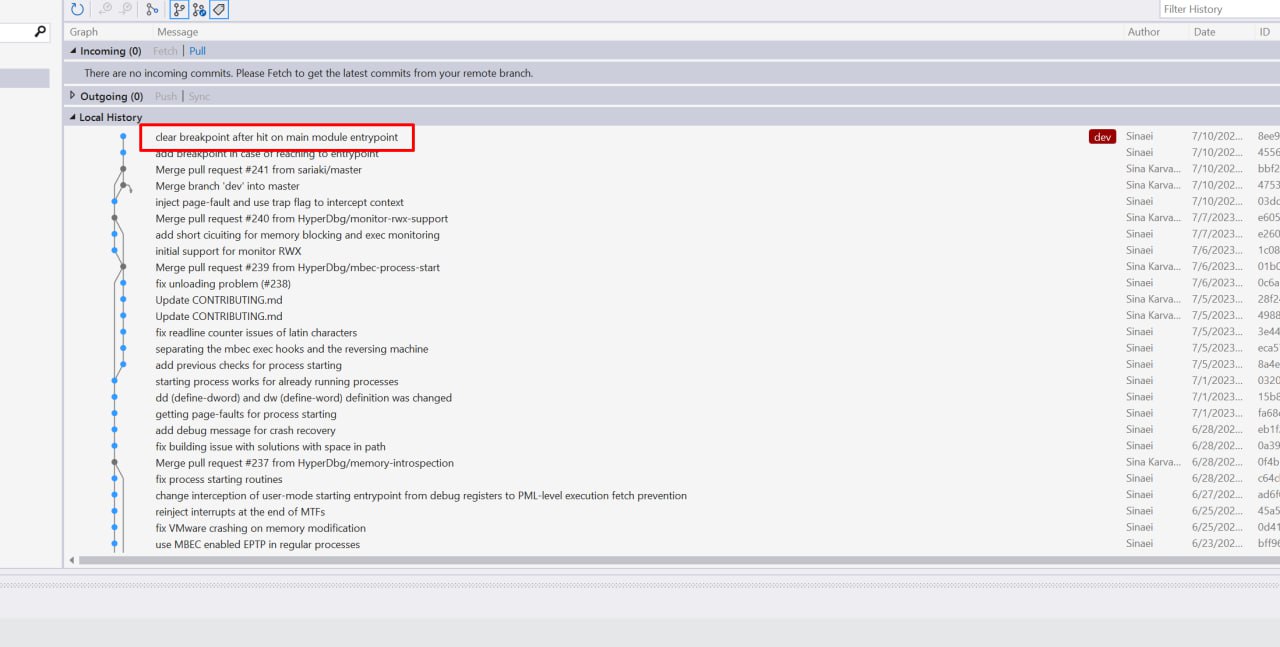 Filter History
Graph Message Author Date ID
Incoming (0) Fetch | Pull
There are no incoming commits. Please Fetch to get the latest commits from your remote branch.
Outgoing (0) Push | Sync
Local History
clear breakpoint after hit on main module entrypoint dev Sinaei 7/10/202... 8ee9
add breakpoint in case of reaching to entrypoint Sinaei 7/10/202... 4556
Merge pull request #241 from sariaki/master Sina Karva... 7/10/202... bbf2
Merge branch 'dev' into master Sina Karva... 7/10/202... 4753
inject page-fault and use trap flag to intercept context Sinaei 7/10/202... 03dc
Merge pull request #240 from HyperDbg/monitor-rwx-support Sina Karva... 7/7/2023... e605
add short cicuiting for memory blocking and exec monitoring Sinaei 7/7/2023... e260
initial support for monitor RWX Sinaei 7/6/2023... 1c08
Merge pull request #239 from HyperDbg/mbec-process-start Sina Karva... 7/6/2023... 01b0
fix unloading problem (#238) Sinaei 7/6/2023... 0c6a
Update CONTRIBUTING.md Sina Karva... 7/5/2023... 28f2
Update CONTRIBUTING.md Sina Karva... 7/5/2023... 4988
fix readline counter issues of latin characters Sinaei 7/5/2023... 3e44
separating the mbec exec hooks and the reversing machine Sinaei 7/5/2023... eca5
add previous checks for process starting Sinaei 7/5/2023... 8a4e
starting process works for already running processes Sinaei 7/1/2023... 0320
dd (define-dword) and dw (define-word) definition was changed Sinaei 7/1/2023... 15b8
getting page-faults for process starting Sinaei 7/1/2023... fa68
add debug message for crash recovery Sinaei 6/28/202... eb1f
fix building issue with solutions with space in path Sinaei 6/28/202... 0a39
Merge pull request #237 from HyperDbg/memory-introspection Sina Karva... 6/28/202... 0f4b
fix process starting routines Sinaei 6/28/202... c64c
change interception of user-mode starting entrypoint from debug registers to PML-level execution fetch prevention Sinaei 6/27/202... ad6f
reinject interrupts at the end of MTFs Sinaei 6/25/202... 45a5
fix VMware crashing on memory modification Sinaei 6/25/202... 0d41
use MBEC enabled EPTP in regular processes Sinaei 6/23/202... bff9